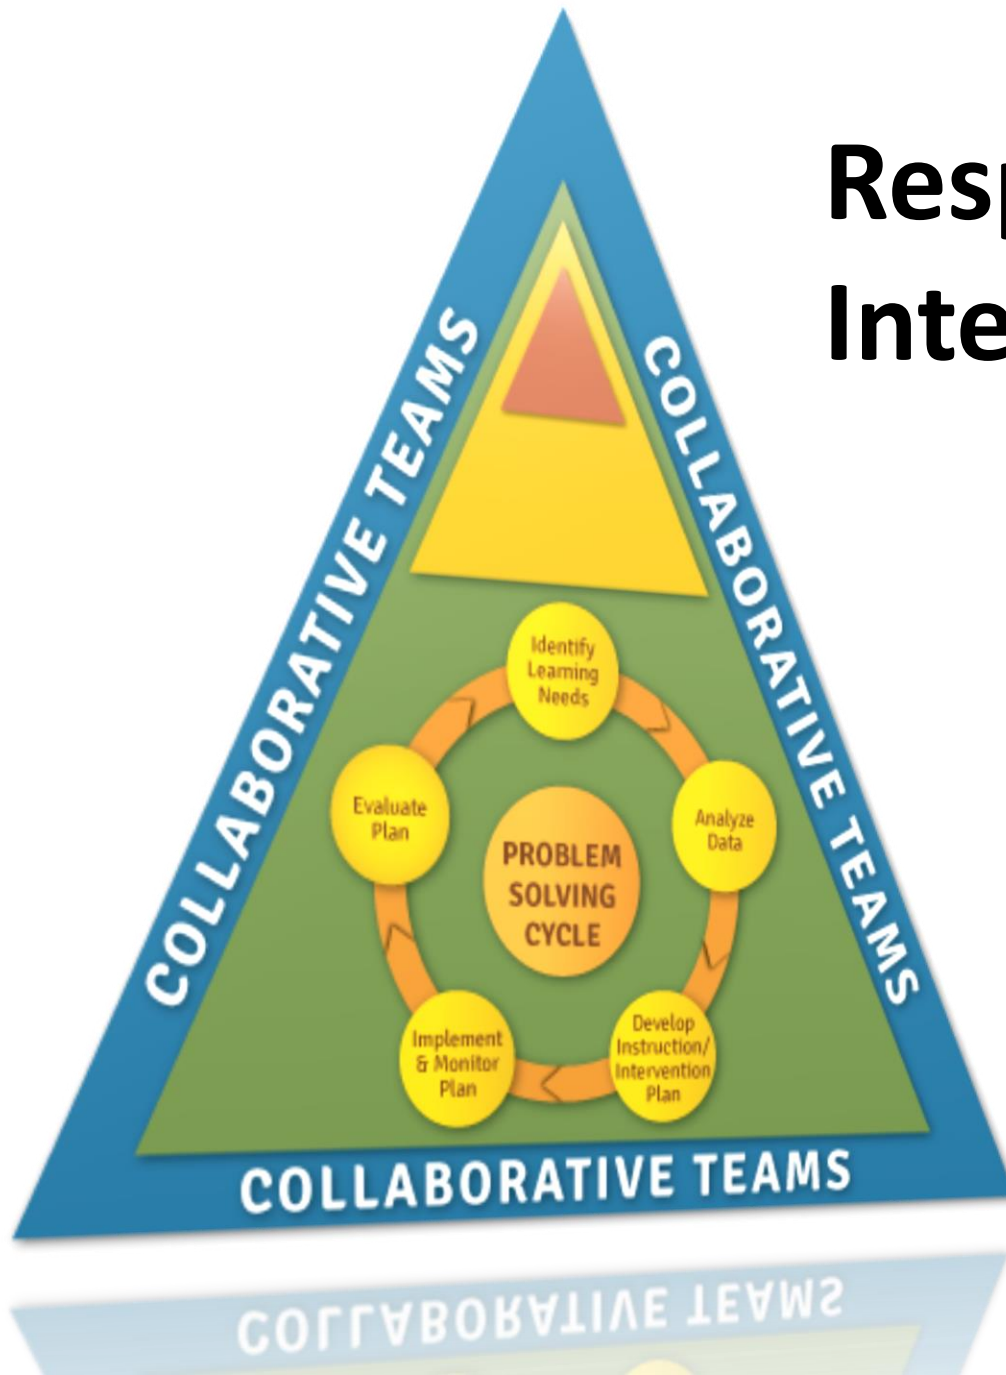 Resp
Inte
COLLABORATIVE TEAMS
COLLABORATIVE TEAMS
Identify
Learning
Needs
Analyze
Data
Develop
Instruction/
Intervention
Plan
Implement
& Monitor
Plan
Evaluate
Plan
PROBLEM
SOLVING
CYCLE
COLLABORATIVE TEAMS
COLLABORATIVE TEAMS